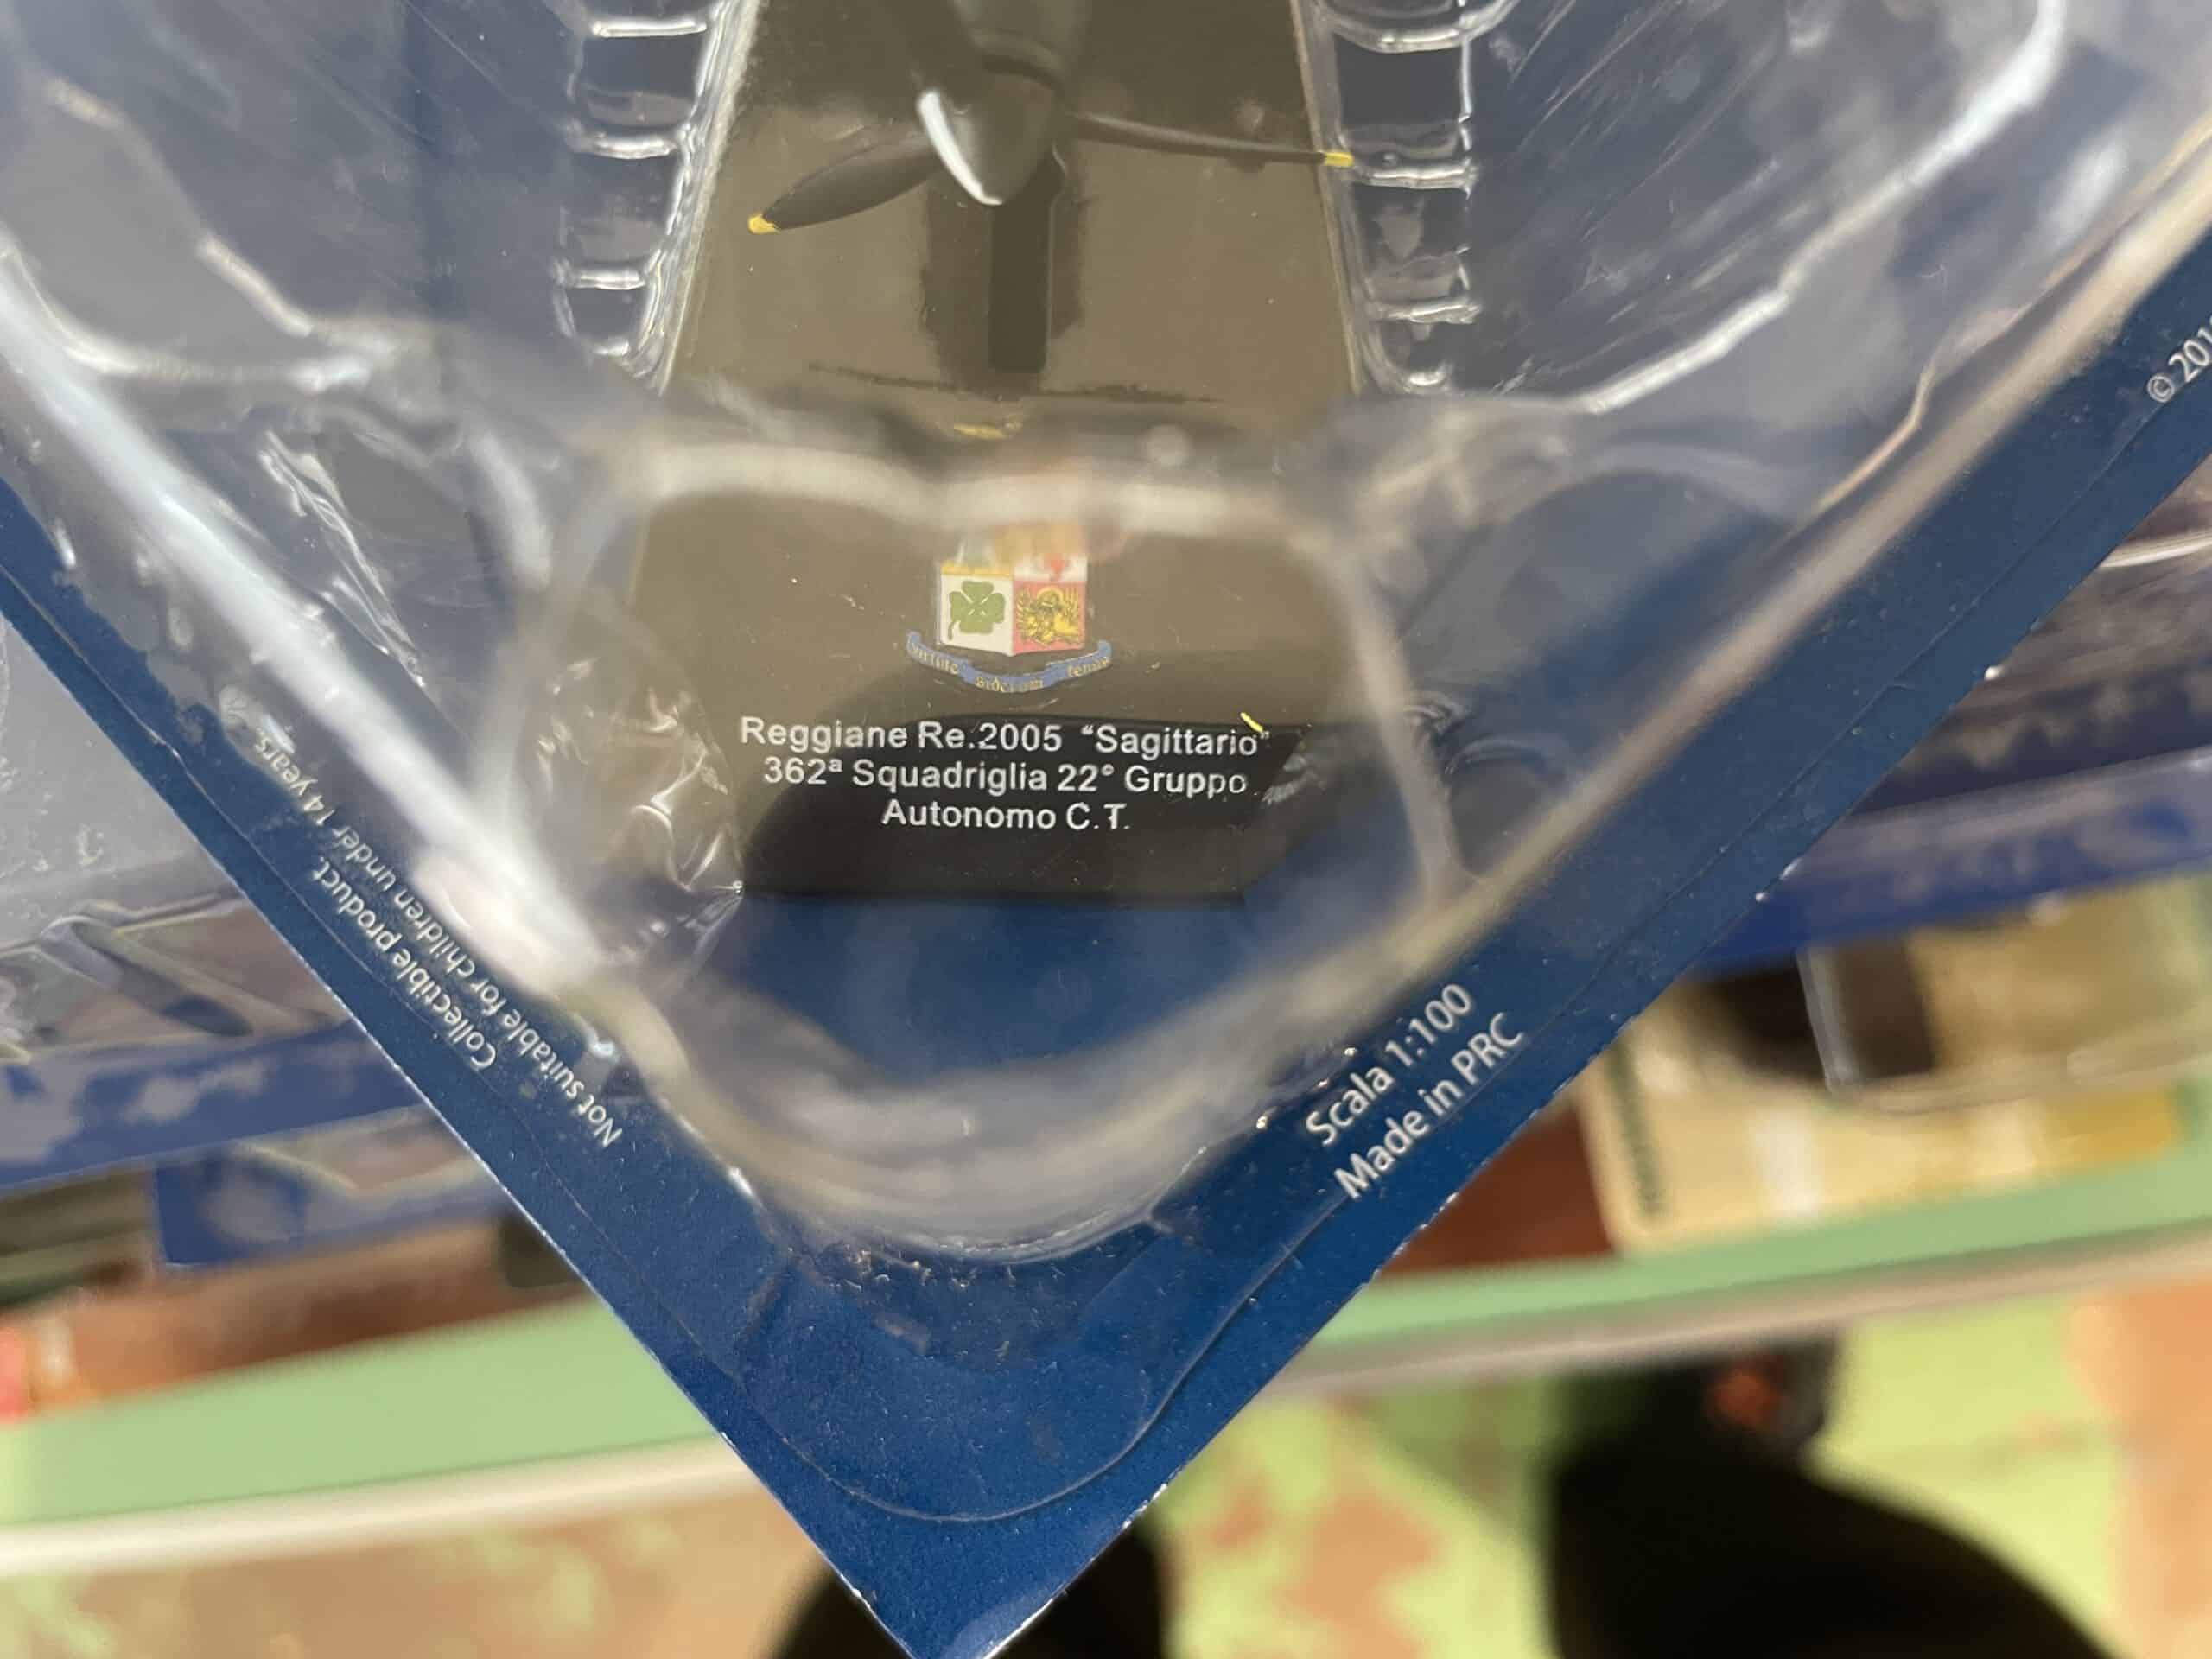 Reggiane Re.2005 “Sagittario”
362ª Squadriglia 22° Gruppo
Autonomo C.T.
Not suitable for children under 14 years.
Collectible product.
Scala 1:100
Made in PRC
© 201